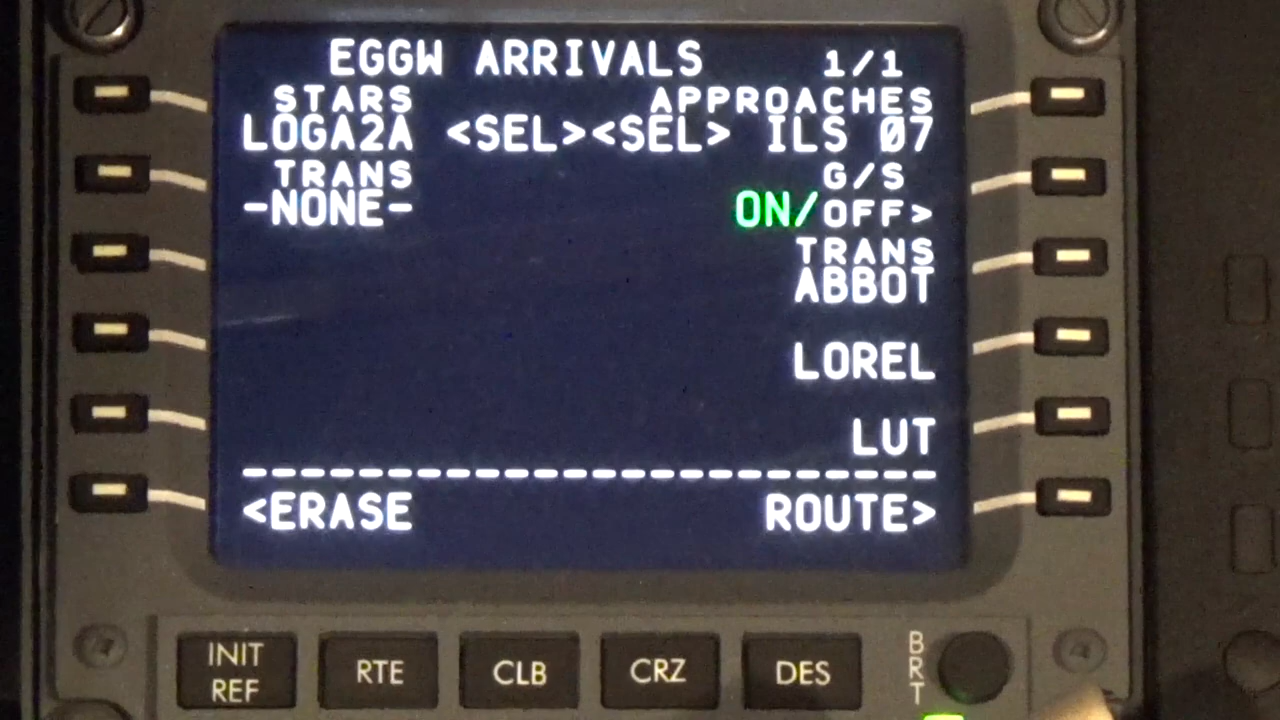 EGGW ARRIVALS 1/1
STARS APPROACHES
LOGA2A <SEL><SEL> ILS 07
TRANS G/S
-NONE- ON/OFF>
TRANS
ABBOT
LOREL
LUT
------------------------
<ERASE ROUTE>
INIT REF RTE CLB CRZ DES BRT